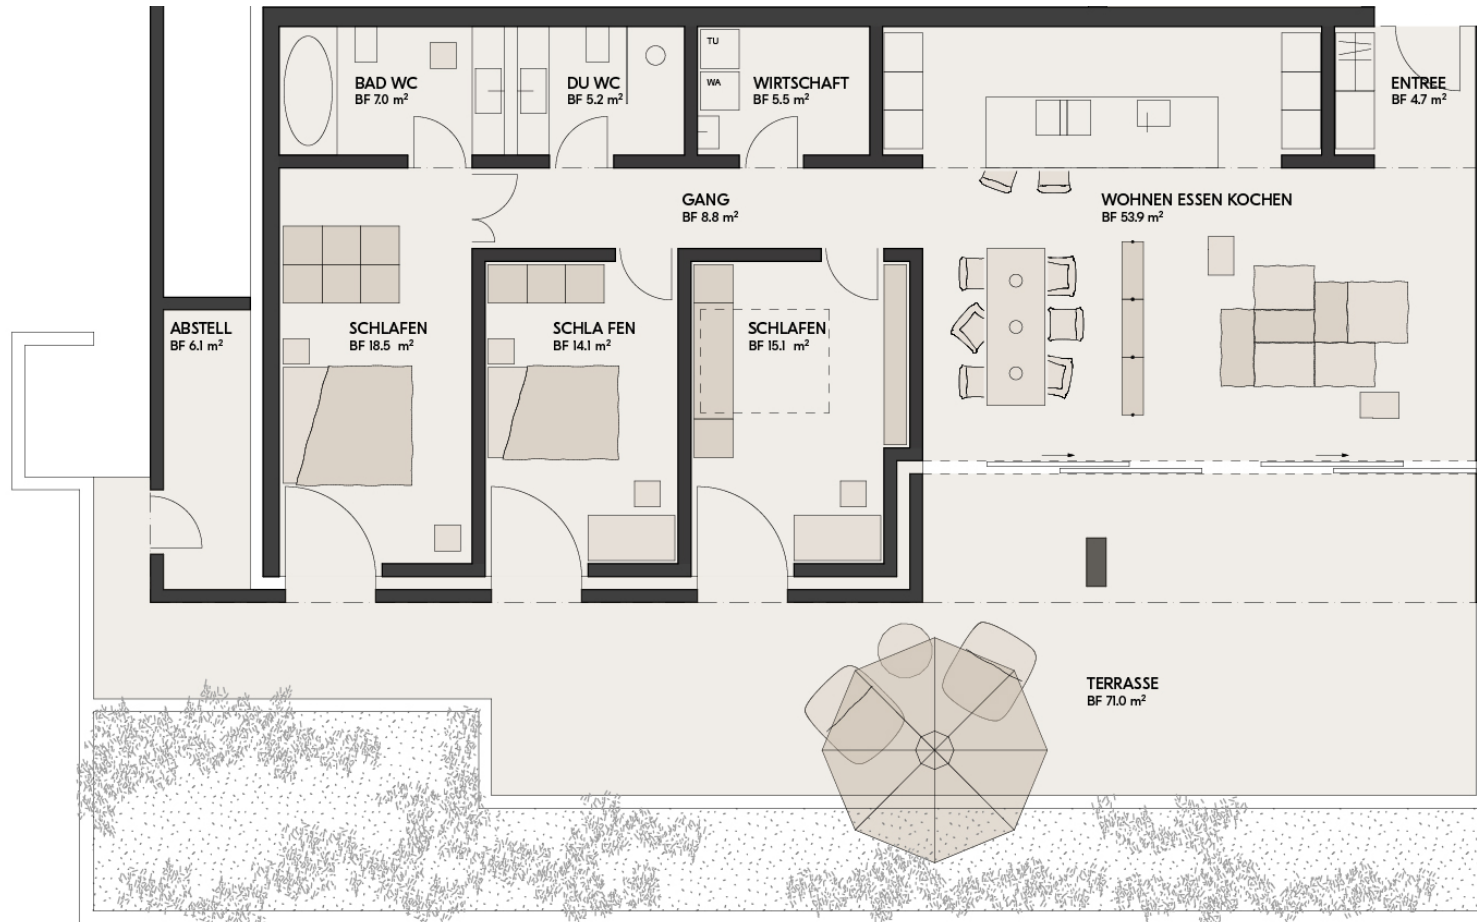 BAD WC
BF 7.0 m²
DU WC
BF 5.2 m²
TU
WA
WIRTSCHAFT
BF 5.5 m²
ENTREE
BF 4.7 m²
GANG
BF 8.8 m²
WOHNEN ESSEN KOCHEN
BF 53.9 m²
ABSTELL
BF 6.1 m²
SCHLAFEN
BF 18.5 m²
SCHLA FEN
BF 14.1 m²
SCHLAFEN
BF 15.1 m²
TERRASSE
BF 71.0 m²